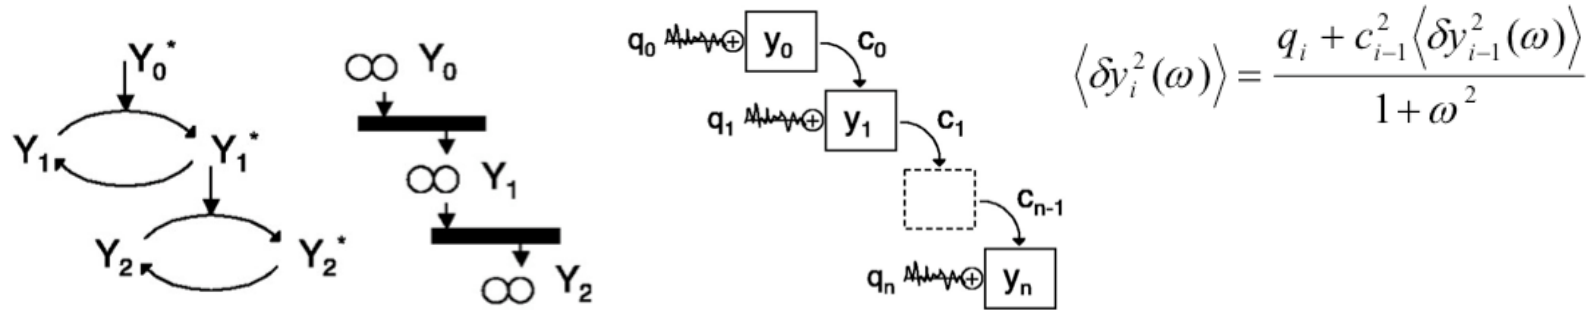 Y₀*
Y₁
Y₁*
Y₂
Y₂*
Y₀
Y₁
Y₂
q₀
y₀
c₀
q₁
y₁
c₁
cₙ₋₁
qₙ
yₙ
⟨δyᵢ²(ω)⟩ = (qᵢ + cᵢ₋₁²⟨δyᵢ₋₁²(ω)⟩) / (1 + ω²)